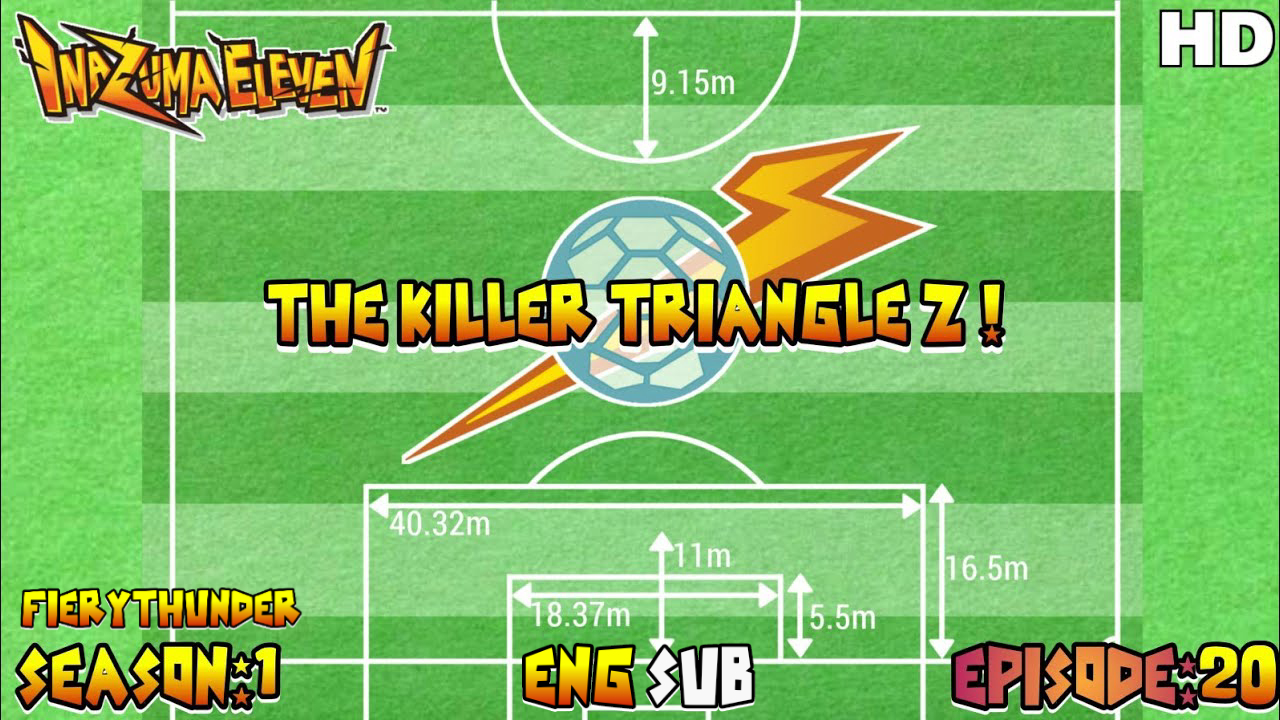 INAZUMA ELEVEN TM
HD
9.15m
THE KILLER TRIANGLE Z !
40.32m
11m
16.5m
18.37m
5.5m
FIERYTHUNDER
SEASON:1
ENG SUB
EPISODE:20